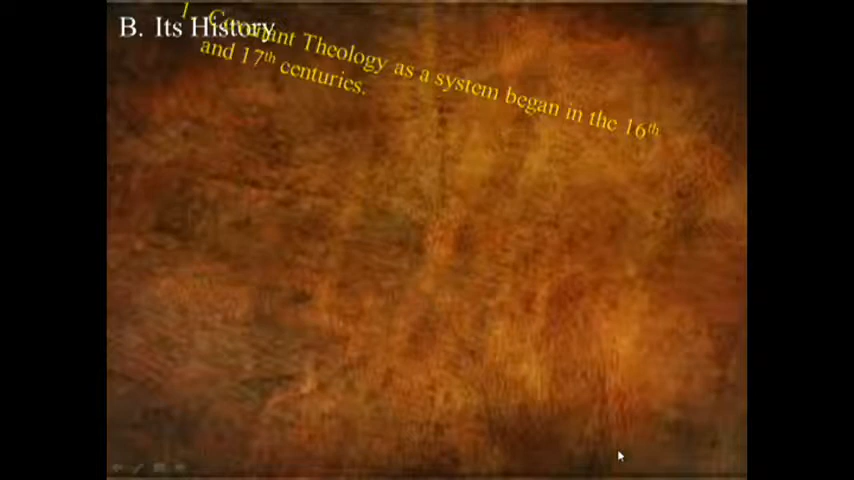 B. Its History
1. Covenant Theology as a system began in the 16th
and 17th centuries.